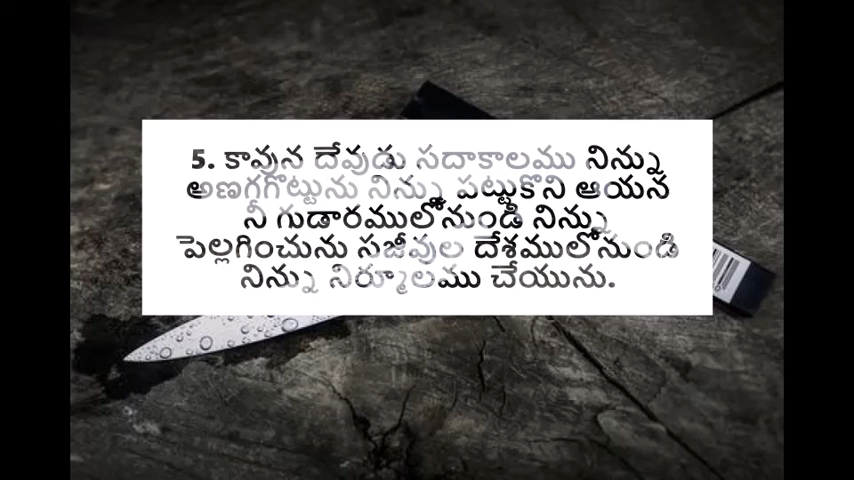 5. కావున దేవుడు సదాకాలము నిన్ను
అణగగొట్టును నిన్ను పట్టుకొని ఆయన
నీ గుడారములోనుండి నిన్ను
పెల్లగించును సజీవుల దేశములోనుండి
నిన్ను నిర్మూలము చేయును.